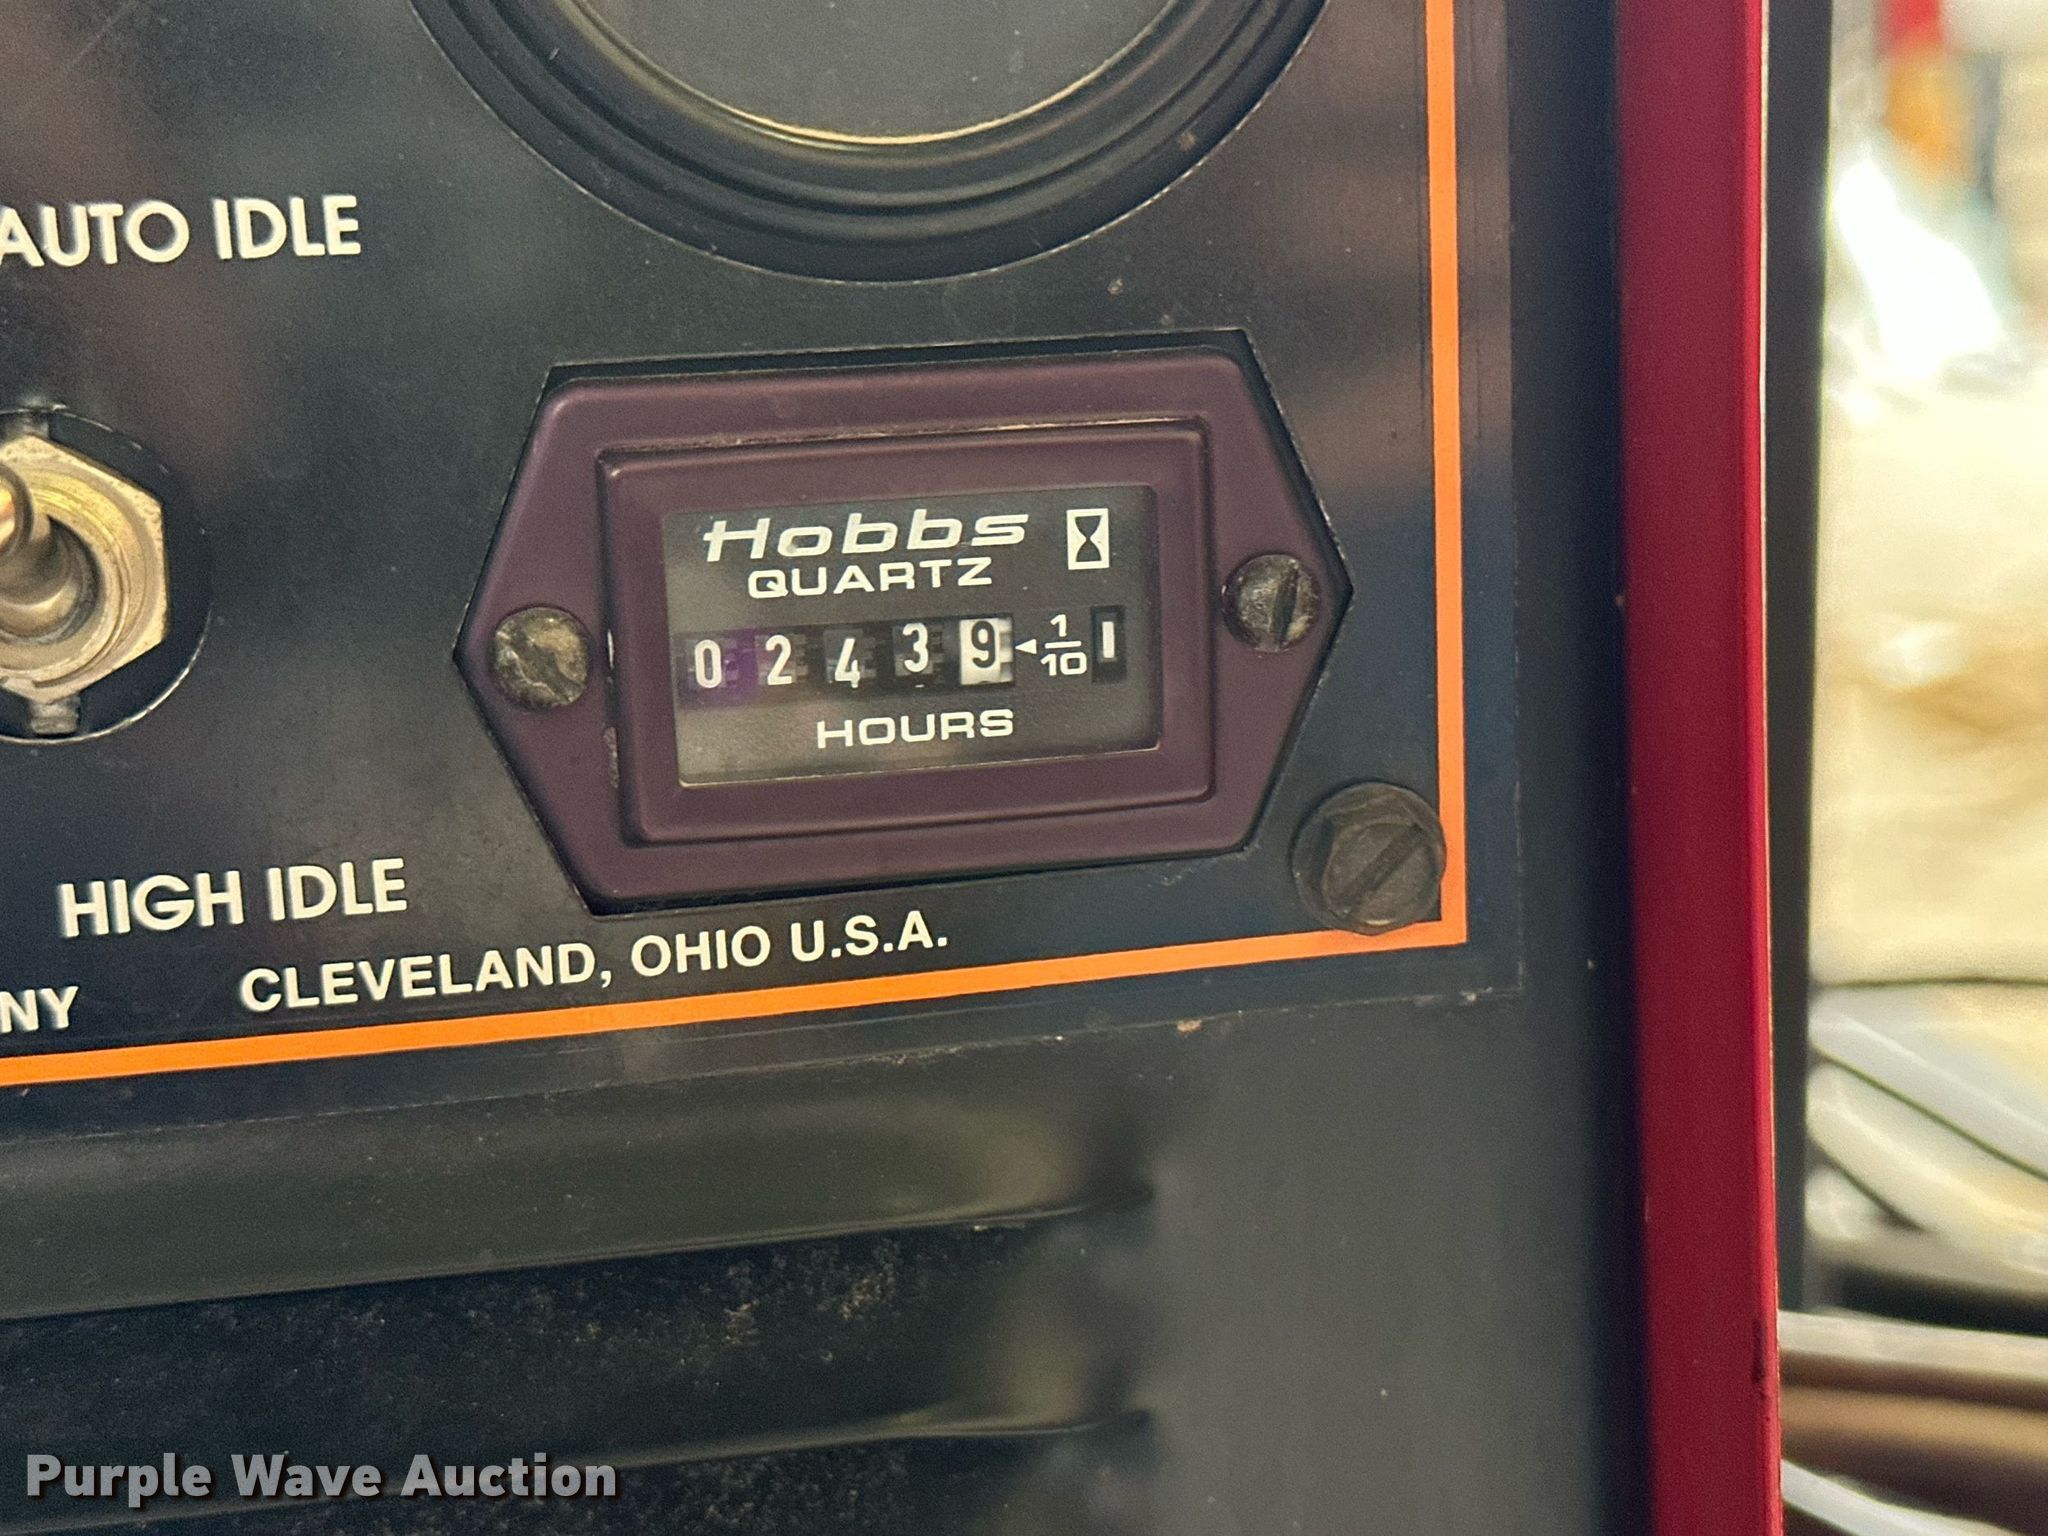 AUTO IDLE
Hobbs
QUARTZ
0 2 4 3 9 ◄ 1/10
HOURS
HIGH IDLE
CLEVELAND, OHIO U.S.A.
NY
Purple Wave Auction